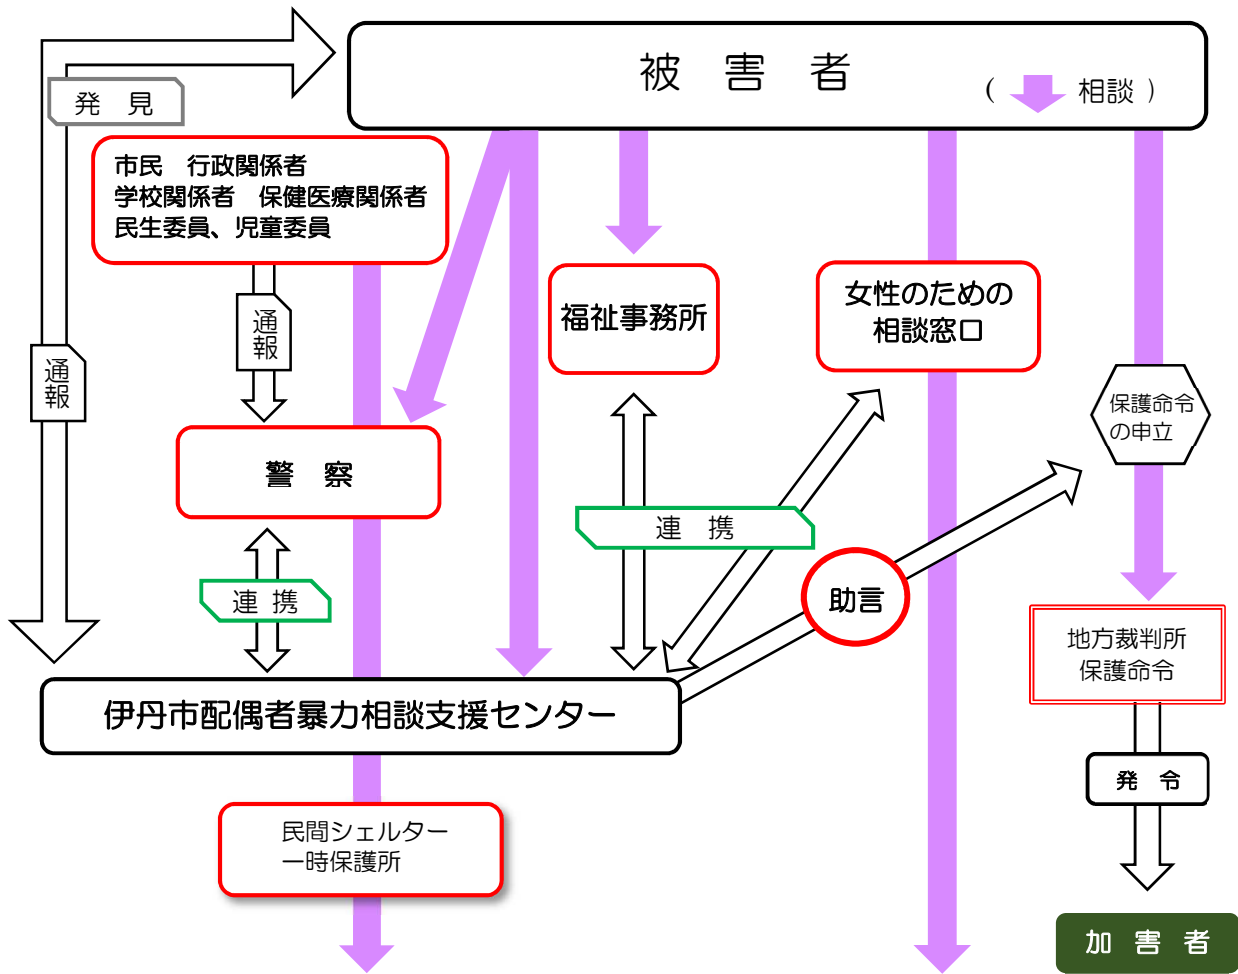 被 害 者
( 相談 )
発 見
市民 行政関係者
学校関係者 保健医療関係者
民生委員、児童委員
通報
通報
福祉事務所
女性のための
相談窓口
保護命令
の申立
警 察
連 携
連 携
助言
地方裁判所
保護命令
伊丹市配偶者暴力相談支援センター
発 令
民間シェルター
一時保護所
加 害 者